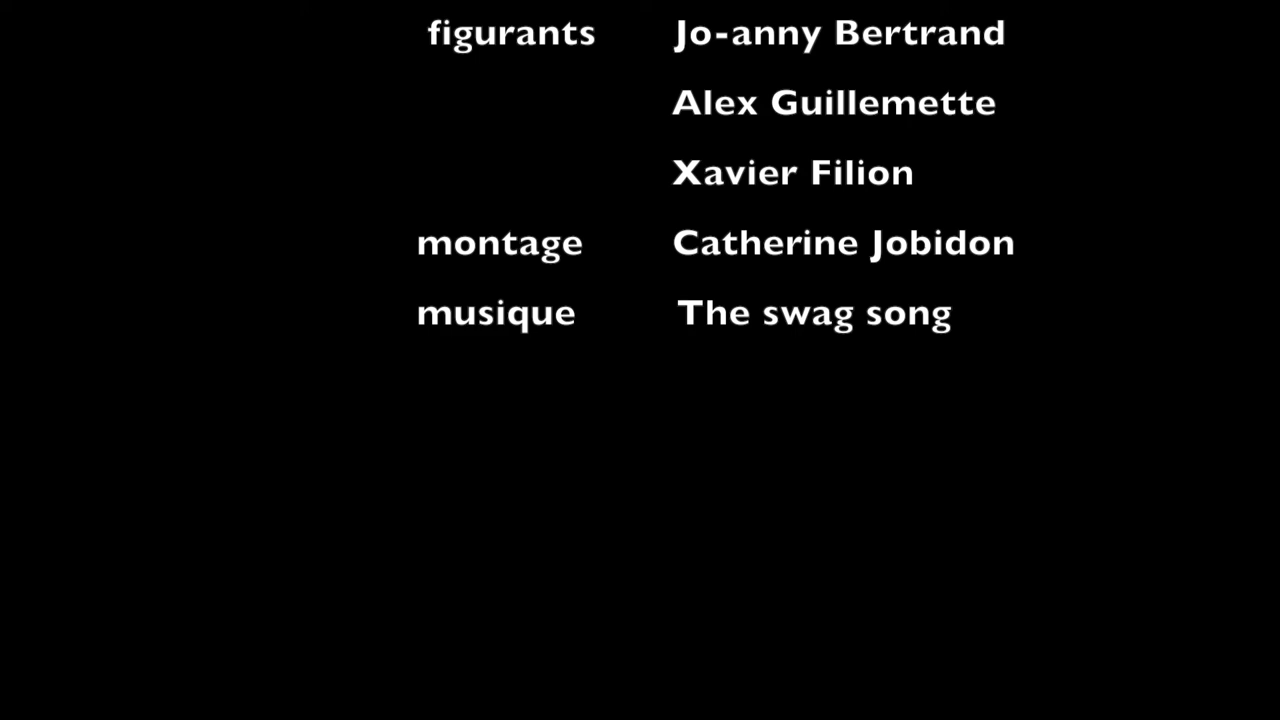 figurants Jo-anny Bertrand
Alex Guillemette
Xavier Filion
montage Catherine Jobidon
musique The swag song